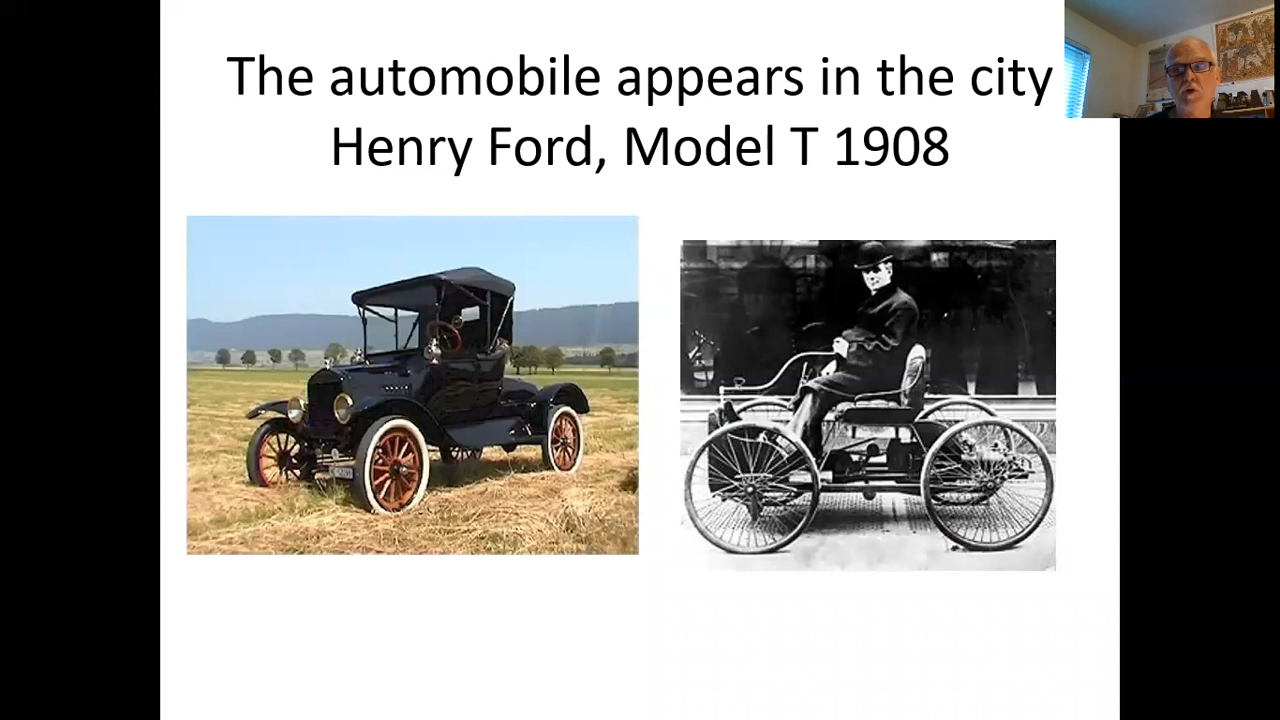 The automobile appears in the city
Henry Ford, Model T 1908